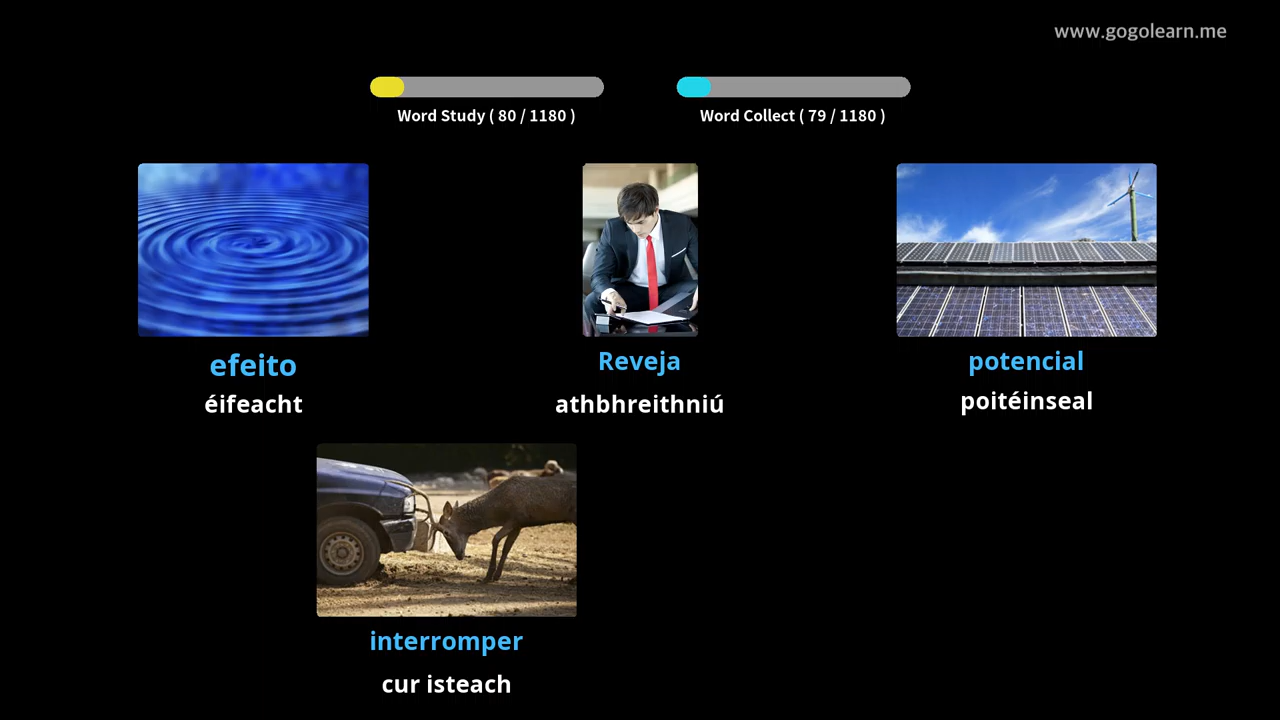 www.gogolearn.me
Word Study ( 80 / 1180 )
Word Collect ( 79 / 1180 )
efeito
éifeacht
Reveja
athbhreithniú
potencial
poitéinseal
interromper
cur isteach